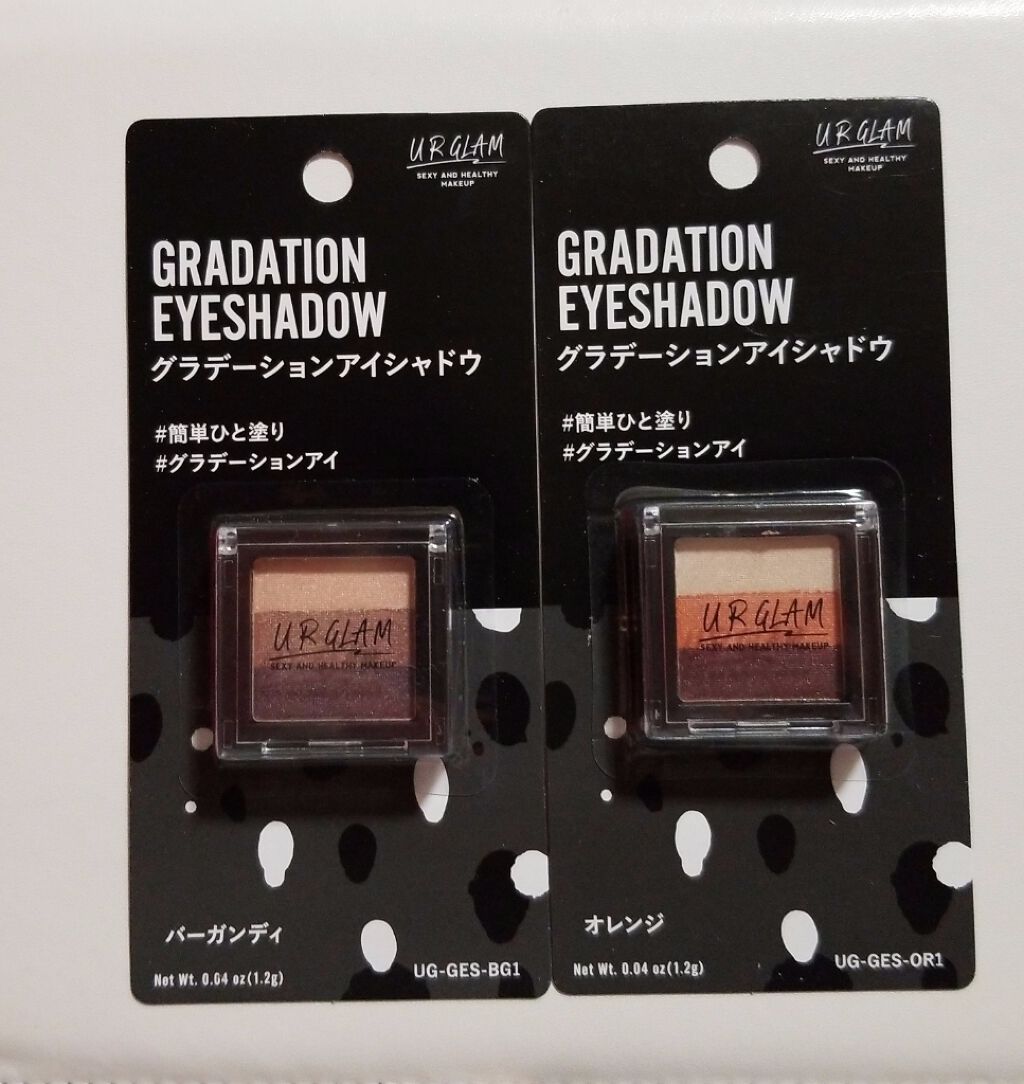 UR GLAM
SEXY AND HEALTHY
MAKEUP
GRADATION
EYESHADOW
グラデーションアイシャドウ
#簡単ひと塗り
#グラデーションアイ
UR GLAM
SEXY AND HEALTHY MAKEUP
バーガンディ
Net Wt. 0.04 oz(1.2g)
UG-GES-BG1
UR GLAM
SEXY AND HEALTHY
MAKEUP
GRADATION
EYESHADOW
グラデーションアイシャドウ
#簡単ひと塗り
#グラデーションアイ
UR GLAM
SEXY AND HEALTHY MAKEUP
オレンジ
Net Wt. 0.04 oz(1.2g)
UG-GES-OR1